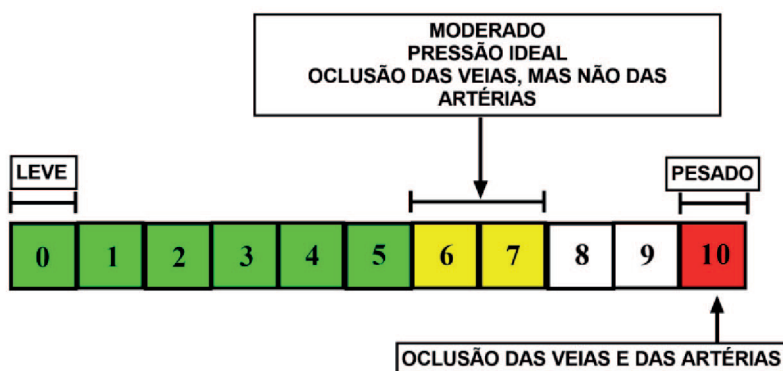 MODERADO
PRESSÃO IDEAL
OCLUSÃO DAS VEIAS, MAS NÃO DAS
ARTÉRIAS
LEVE
PESADO
0 1 2 3 4 5 6 7 8 9 10
OCLUSÃO DAS VEIAS E DAS ARTÉRIAS